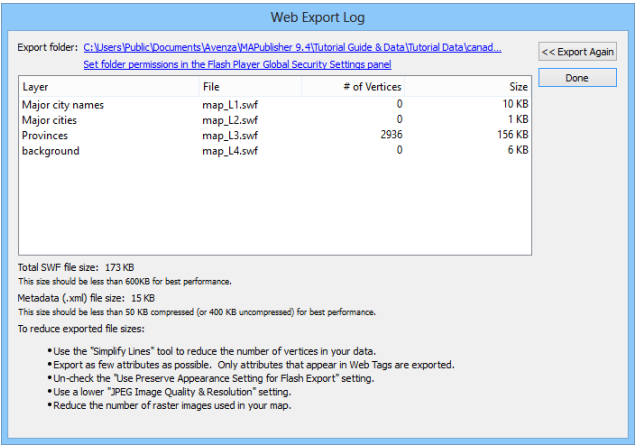 Web Export Log
Export folder: C:\Users\Public\Documents\Avenza\MAPublisher 9.4\Tutorial Guide & Data\Tutorial Data\canad...
<< Export Again
Set folder permissions in the Flash Player Global Security Settings panel
Done
Layer File # of Vertices Size
Major city names map_L1.swf 0 10 KB
Major cities map_L2.swf 0 1 KB
Provinces map_L3.swf 2936 156 KB
background map_L4.swf 0 6 KB
Total SWF file size: 173 KB
This size should be less than 600KB for best performance.
Metadata (.xml) file size: 15 KB
This size should be less than 50 KB compressed (or 400 KB uncompressed) for best performance.
To reduce exported file sizes:
•Use the "Simplify Lines" tool to reduce the number of vertices in your data.
•Export as few attributes as possible. Only attributes that appear in Web Tags are exported.
•Un-check the "Use Preserve Appearance Setting for Flash Export" setting.
•Use a lower "JPEG Image Quality & Resolution" setting.
•Reduce the number of raster images used in your map.